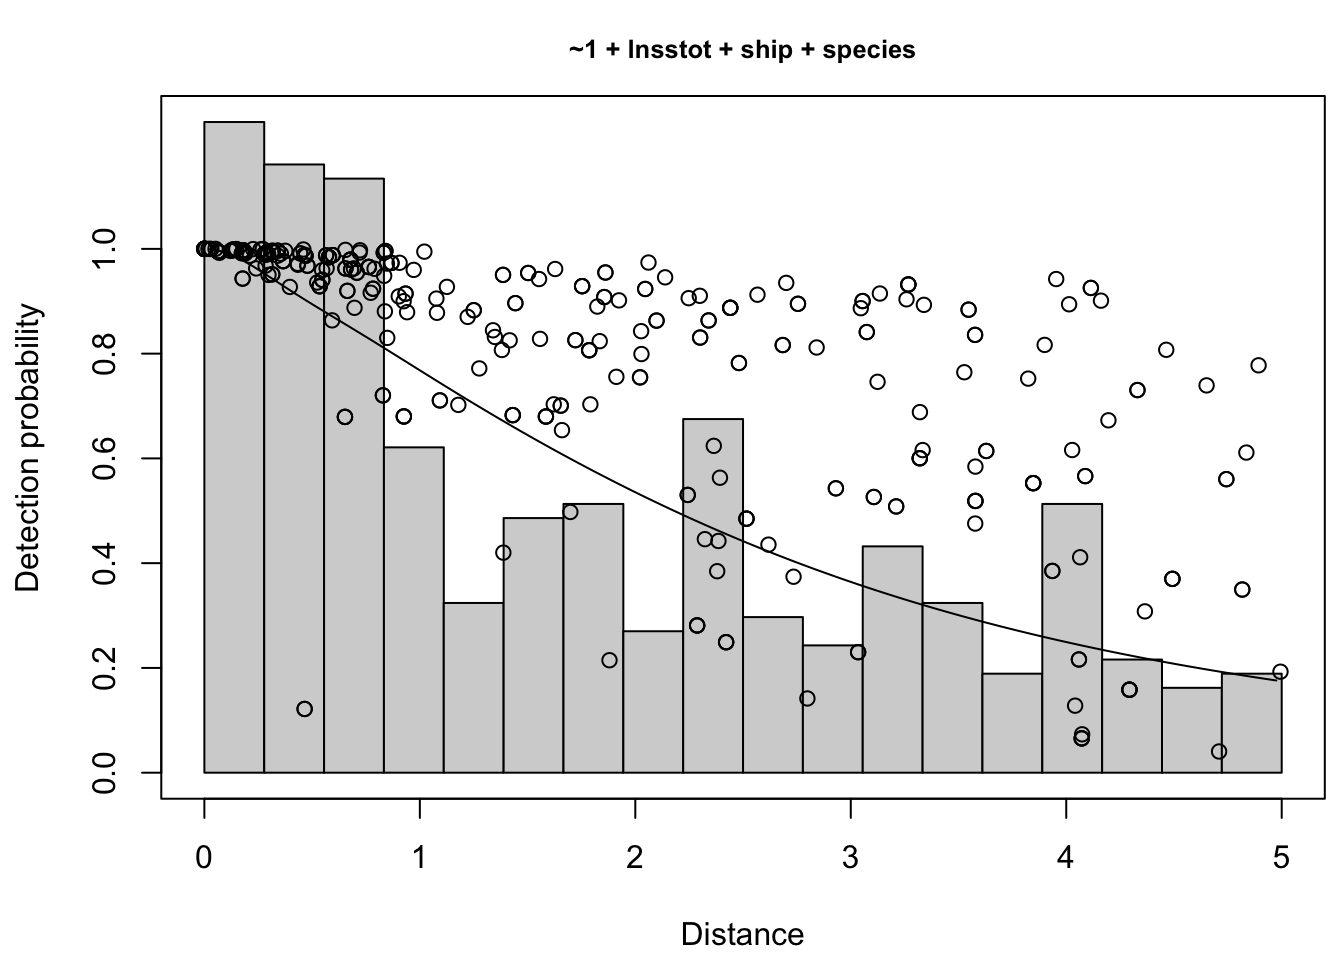 ~1 + lnsstot + ship + species
Detection probability
1.0
0.8
0.6
0.4
0.2
0.0
0 1 2 3 4 5
Distance